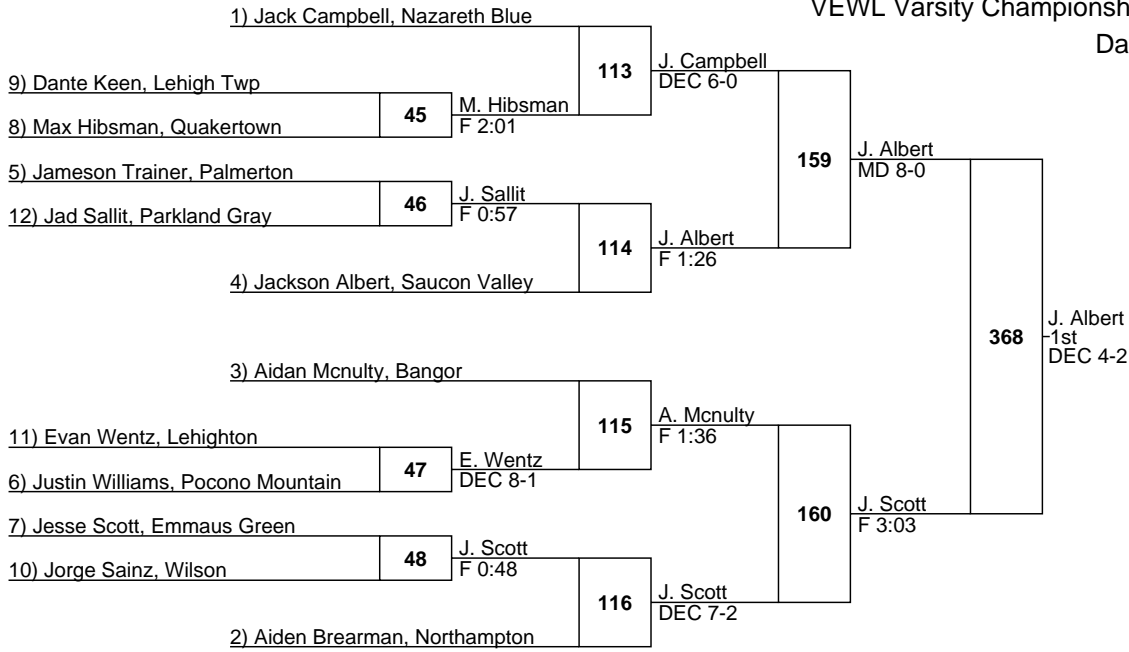 VEWL Varsity Championsh
Da
1) Jack Campbell, Nazareth Blue
113
J. Campbell
DEC 6-0
9) Dante Keen, Lehigh Twp
45
M. Hibsman
F 2:01
8) Max Hibsman, Quakertown
159
J. Albert
MD 8-0
5) Jameson Trainer, Palmerton
46
J. Sallit
F 0:57
12) Jad Sallit, Parkland Gray
114
J. Albert
F 1:26
4) Jackson Albert, Saucon Valley
368
J. Albert
1st
DEC 4-2
3) Aidan Mcnulty, Bangor
115
A. Mcnulty
F 1:36
11) Evan Wentz, Lehighton
47
E. Wentz
DEC 8-1
6) Justin Williams, Pocono Mountain
160
J. Scott
F 3:03
7) Jesse Scott, Emmaus Green
48
J. Scott
F 0:48
10) Jorge Sainz, Wilson
116
J. Scott
DEC 7-2
2) Aiden Brearman, Northampton